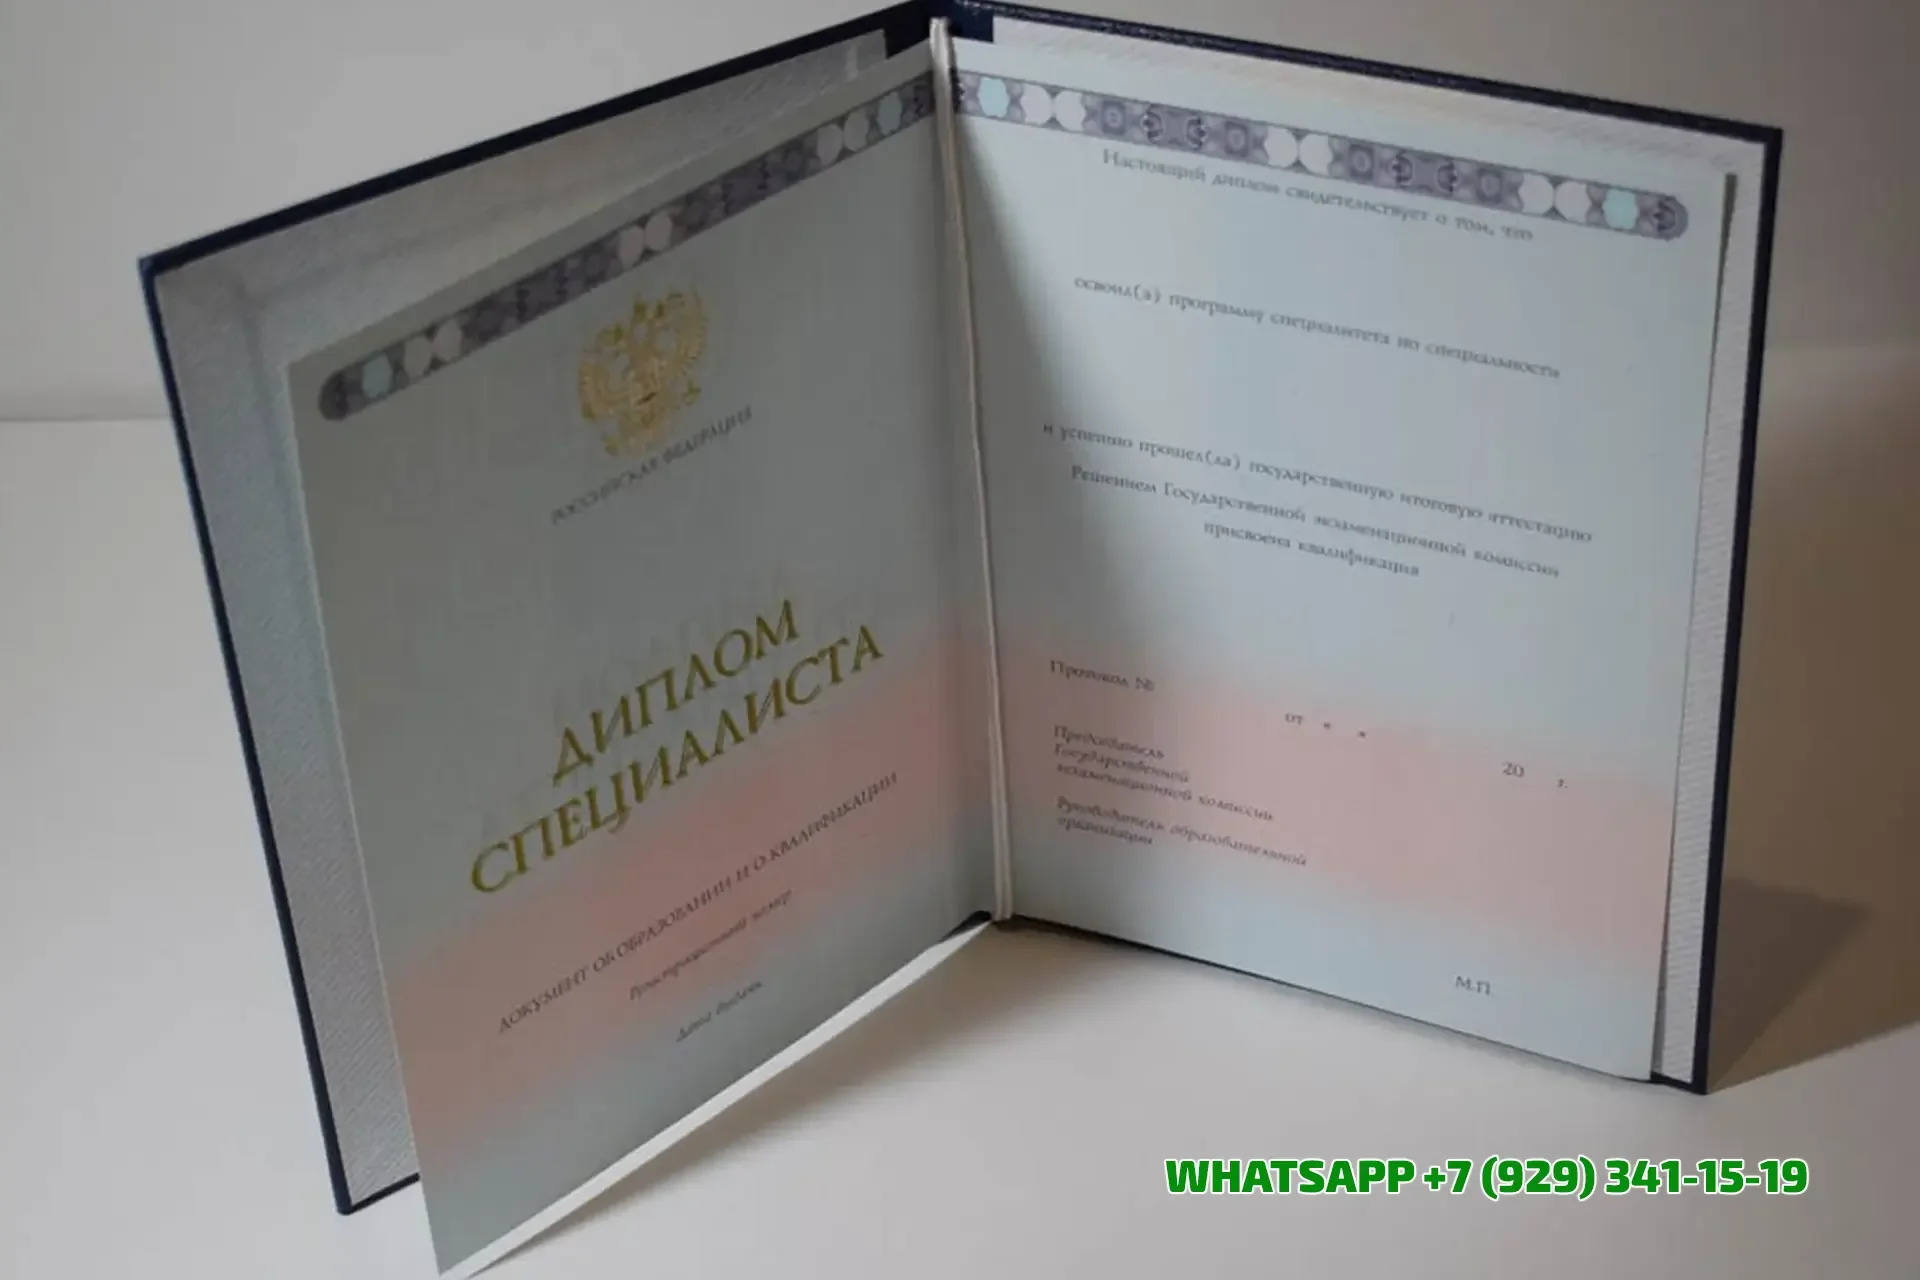 РОССИЙСКАЯ ФЕДЕРАЦИЯ
ДИПЛОМ
СПЕЦИАЛИСТА
ДОКУМЕНТ ОБ ОБРАЗОВАНИИ И О КВАЛИФИКАЦИИ
Регистрационный номер
Дата выдачи
Настоящий диплом свидетельствует о том, что
освоил(а) программу специалитета по специальности
и успешно прошел(ла) государственную итоговую аттестацию
Решением Государственной экзаменационной комиссии
присвоена квалификация
Протокол №
от « » 20 г.
Председатель
Государственной
экзаменационной комиссии
Руководитель образовательной
организации
М.П.
WHATSAPP +7 (929) 341-15-19